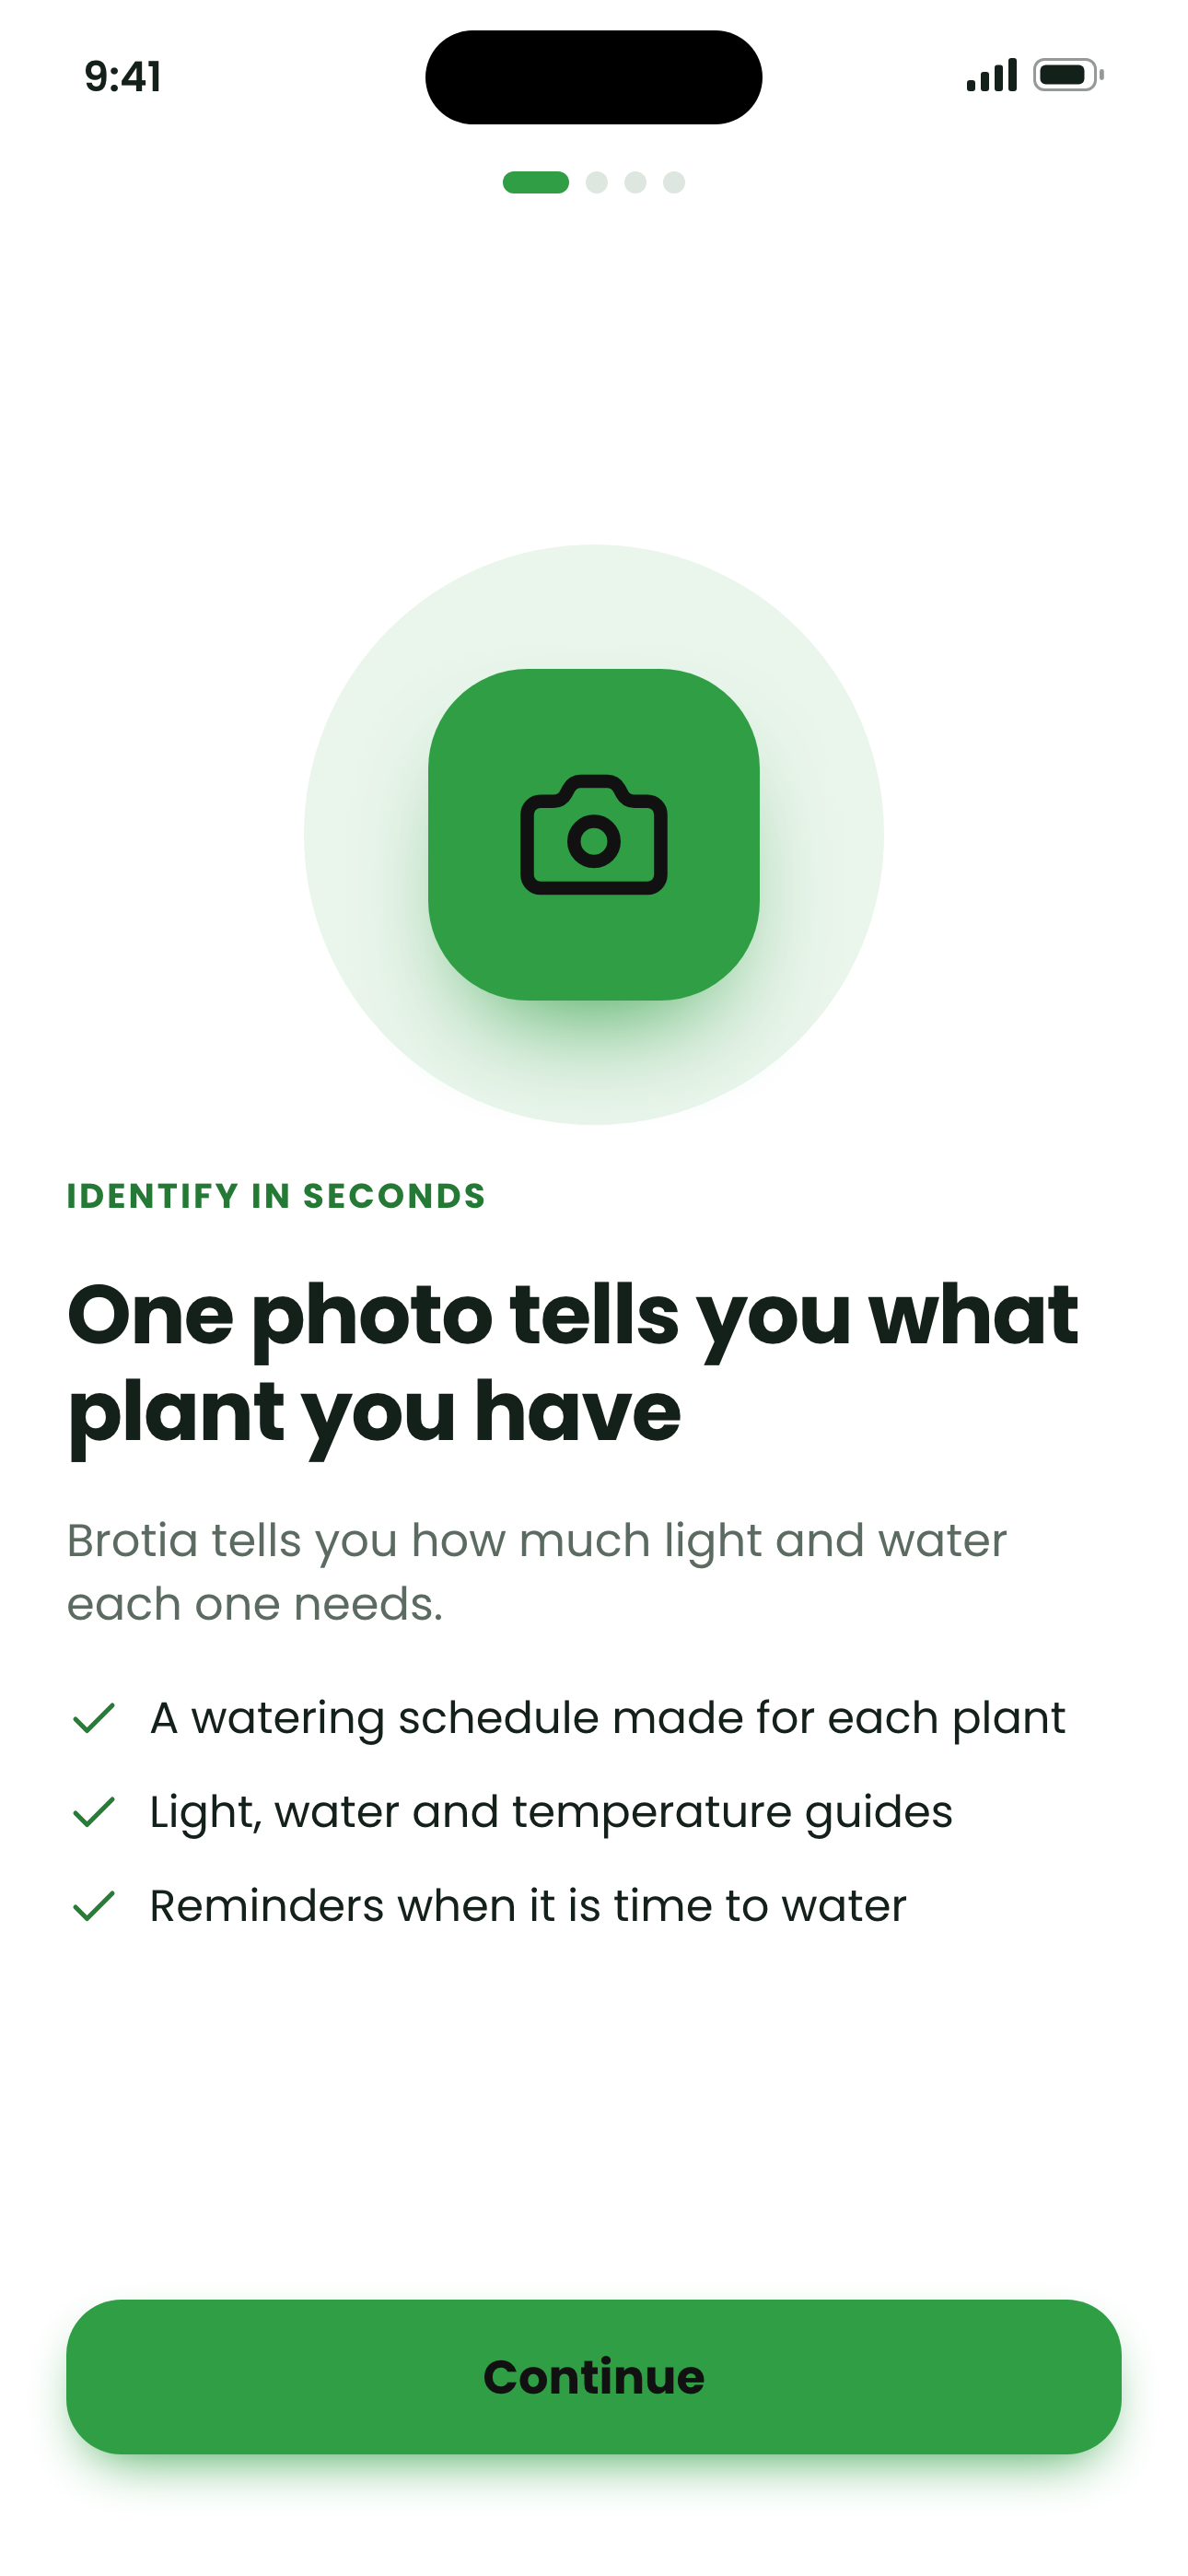 9:41
IDENTIFY IN SECONDS
One photo tells you what
plant you have
Brotia tells you how much light and water
each one needs.
A watering schedule made for each plant
Light, water and temperature guides
Reminders when it is time to water
Continue